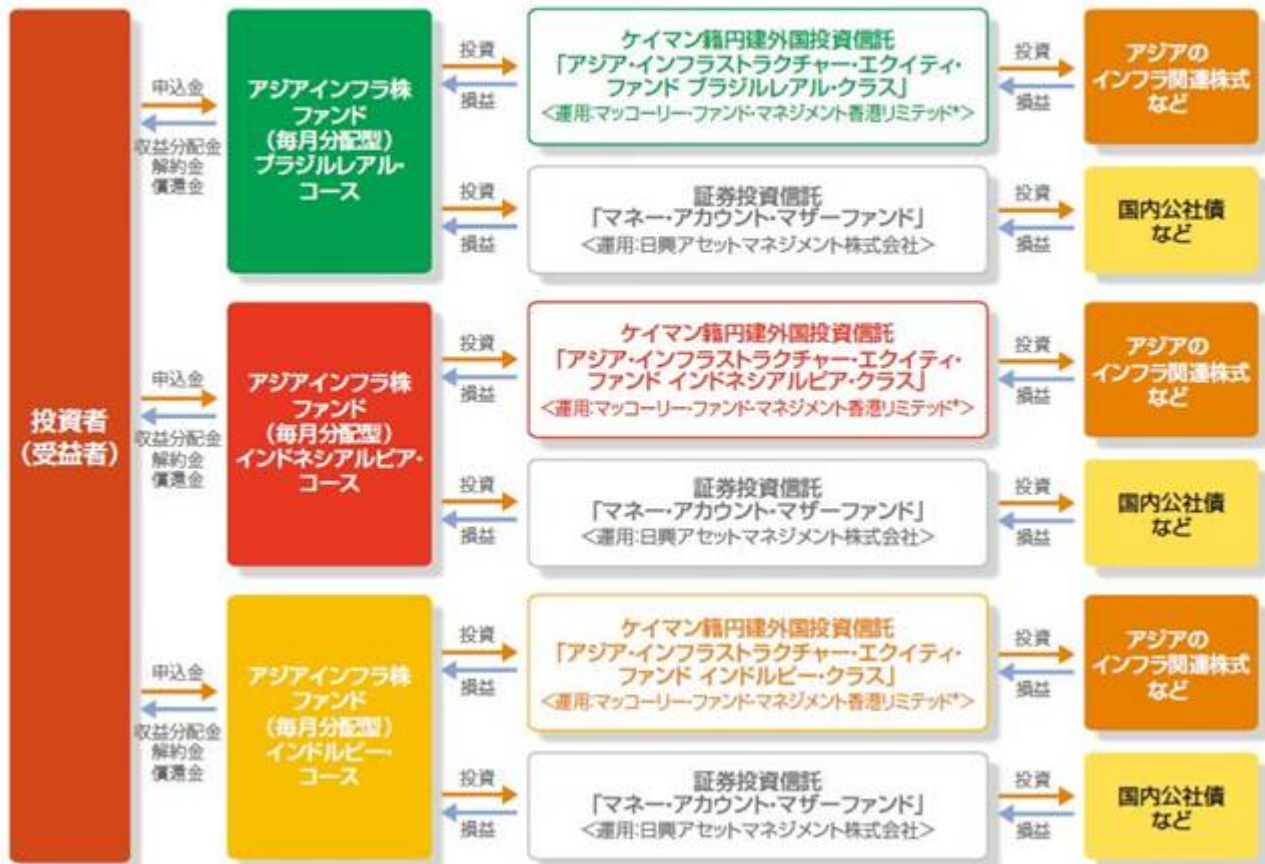 投資者
(受益者)
申込金
収益分配金
解約金
償還金
アジアインフラ株
ファンド
(毎月分配型)
ブラジルレアル・
コース
投資
損益
ケイマン籍円建外国投資信託
「アジア・インフラストラクチャー・エクイティ・
ファンド ブラジルレアル・クラス」
<運用:マッコーリー・ファンド・マネジメント香港リミテッド*>
投資
損益
アジアの
インフラ関連株式
など
投資
損益
証券投資信託
「マネー・アカウント・マザーファンド」
<運用:日興アセットマネジメント株式会社>
投資
損益
国内公社債
など
申込金
収益分配金
解約金
償還金
アジアインフラ株
ファンド
(毎月分配型)
インドネシアルピア・
コース
投資
損益
ケイマン籍円建外国投資信託
「アジア・インフラストラクチャー・エクイティ・
ファンド インドネシアルピア・クラス」
<運用:マッコーリー・ファンド・マネジメント香港リミテッド*>
投資
損益
アジアの
インフラ関連株式
など
投資
損益
証券投資信託
「マネー・アカウント・マザーファンド」
<運用:日興アセットマネジメント株式会社>
投資
損益
国内公社債
など
申込金
収益分配金
解約金
償還金
アジアインフラ株
ファンド
(毎月分配型)
インドルピー・
コース
投資
損益
ケイマン籍円建外国投資信託
「アジア・インフラストラクチャー・エクイティ・
ファンド インドルピー・クラス」
<運用:マッコーリー・ファンド・マネジメント香港リミテッド*>
投資
損益
アジアの
インフラ関連株式
など
投資
損益
証券投資信託
「マネー・アカウント・マザーファンド」
<運用:日興アセットマネジメント株式会社>
投資
損益
国内公社債
など